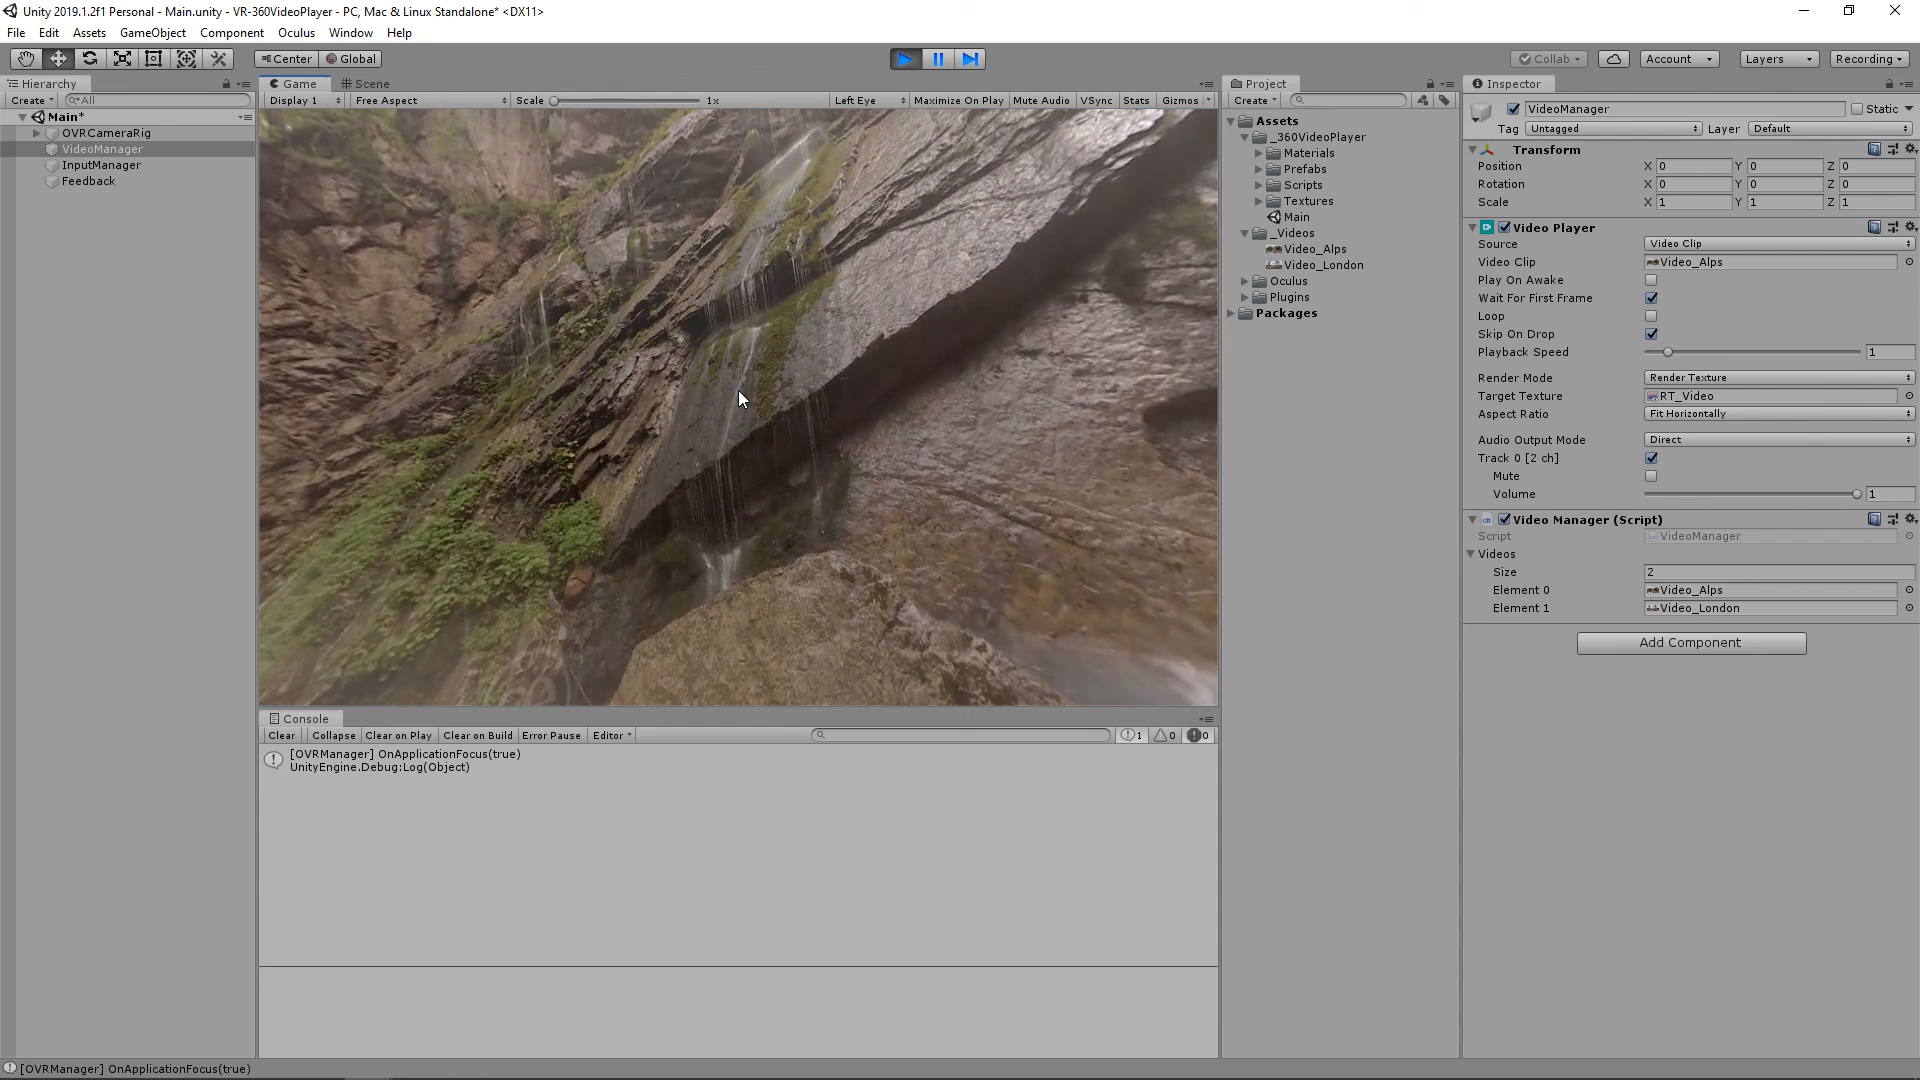 Unity 2019.1.2f1 Personal - Main.unity - VR-360VideoPlayer - PC, Mac & Linux Standalone* <DX11>
File Edit Assets GameObject Component Oculus Window Help
Center Global Collab Account Layers Recording
Hierarchy
Create All
Main*
OVRCameraRig
VideoManager
InputManager
Feedback
Game Scene
Display 1 Free Aspect Scale 1x Left Eye Maximize On Play Mute Audio VSync Stats Gizmos
Console
Clear Collapse Clear on Play Clear on Build Error Pause Editor 1 0 0
[OVRManager] OnApplicationFocus(true)
UnityEngine.Debug:Log(Object)
Project
Create
Assets
_360VideoPlayer
Materials
Prefabs
Scripts
Textures
Main
_Videos
Video_Alps
Video_London
Oculus
Plugins
Packages
Inspector
VideoManager Static
Tag Untagged Layer Default
Transform
Position X 0 Y 0 Z 0
Rotation X 0 Y 0 Z 0
Scale X 1 Y 1 Z 1
Video Player
Source Video Clip
Video Clip Video_Alps
Play On Awake
Wait For First Frame
Loop
Skip On Drop
Playback Speed 1
Render Mode Render Texture
Target Texture RT_Video
Aspect Ratio Fit Horizontally
Audio Output Mode Direct
Track 0 [2 ch]
Mute
Volume 1
Video Manager (Script)
Script VideoManager
Videos
Size 2
Element 0 Video_Alps
Element 1 Video_London
Add Component
[OVRManager] OnApplicationFocus(true)